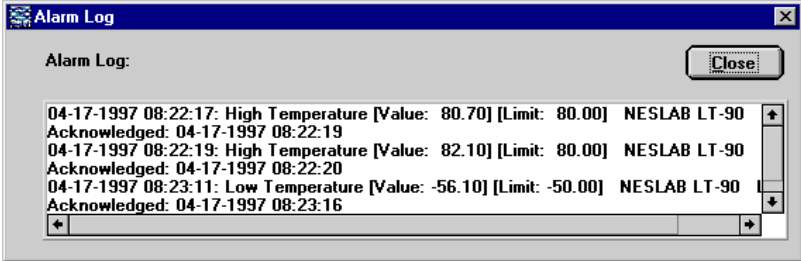 Alarm Log
Alarm Log:
Close
04-17-1997 08:22:17: High Temperature [Value: 80.70] [Limit: 80.00] NESLAB LT-90
Acknowledged: 04-17-1997 08:22:19
04-17-1997 08:22:19: High Temperature [Value: 82.10] [Limit: 80.00] NESLAB LT-90
Acknowledged: 04-17-1997 08:22:20
04-17-1997 08:23:11: Low Temperature [Value: -56.10] [Limit: -50.00] NESLAB LT-90
Acknowledged: 04-17-1997 08:23:16